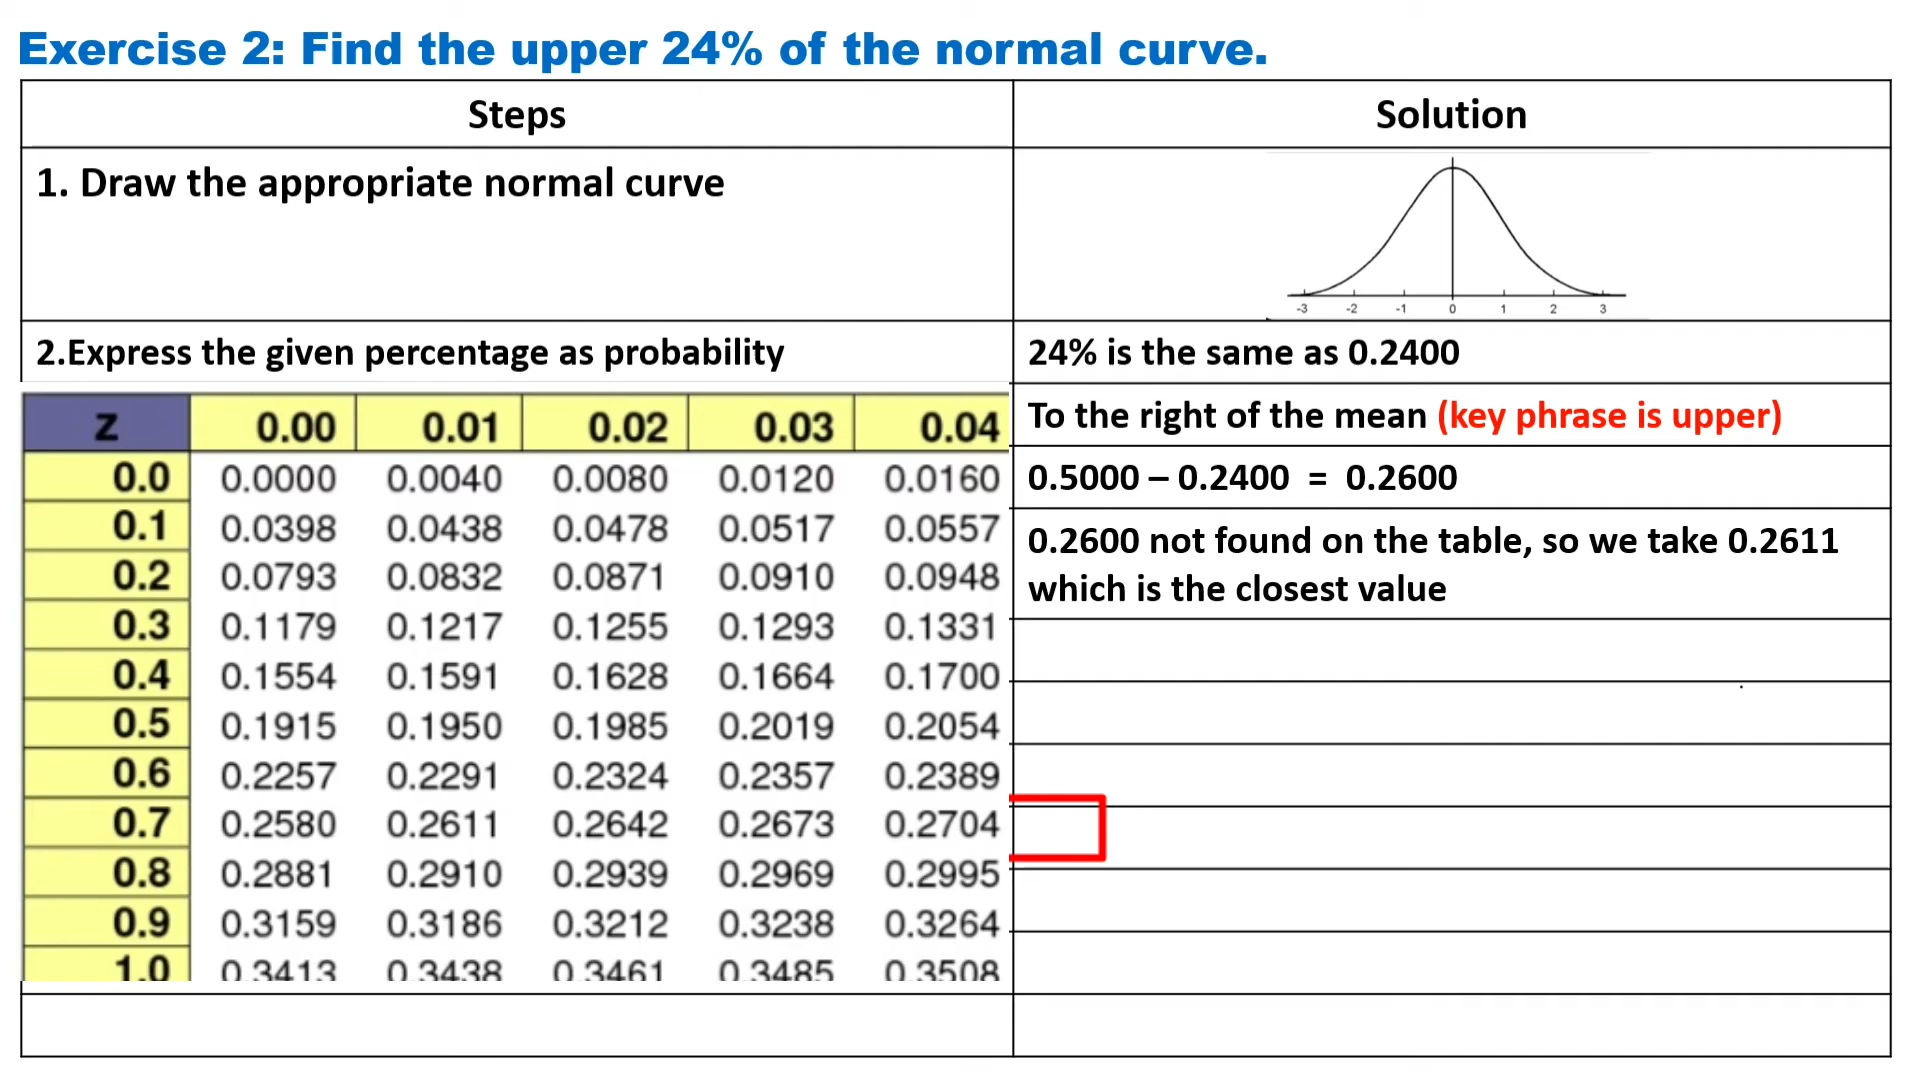 Exercise 2: Find the upper 24% of the normal curve.
Steps
Solution
1. Draw the appropriate normal curve
-3 -2 -1 0 1 2 3
2.Express the given percentage as probability
24% is the same as 0.2400
To the right of the mean (key phrase is upper)
0.5000 – 0.2400 = 0.2600
0.2600 not found on the table, so we take 0.2611
which is the closest value
z 0.00 0.01 0.02 0.03 0.04
0.0 0.0000 0.0040 0.0080 0.0120 0.0160
0.1 0.0398 0.0438 0.0478 0.0517 0.0557
0.2 0.0793 0.0832 0.0871 0.0910 0.0948
0.3 0.1179 0.1217 0.1255 0.1293 0.1331
0.4 0.1554 0.1591 0.1628 0.1664 0.1700
0.5 0.1915 0.1950 0.1985 0.2019 0.2054
0.6 0.2257 0.2291 0.2324 0.2357 0.2389
0.7 0.2580 0.2611 0.2642 0.2673 0.2704
0.8 0.2881 0.2910 0.2939 0.2969 0.2995
0.9 0.3159 0.3186 0.3212 0.3238 0.3264
1.0 0.3413 0.3438 0.3461 0.3485 0.3508